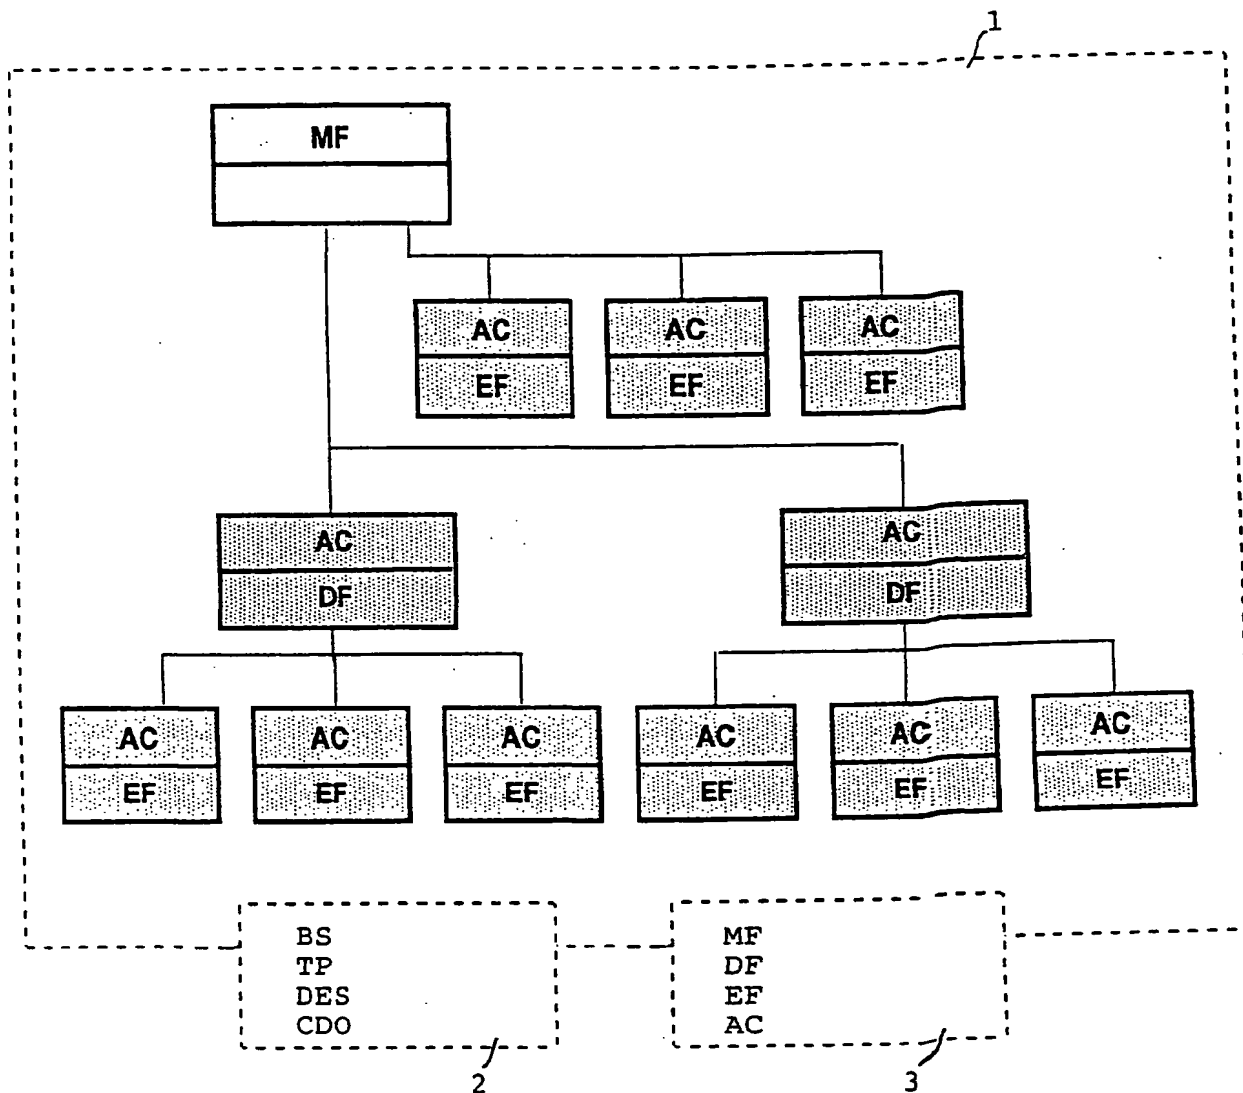 1
MF
AC AC AC
EF EF EF
AC AC
DF DF
AC AC AC AC AC AC
EF EF EF EF EF EF
BS
TP
DES
CDO
MF
DF
EF
AC
2
3